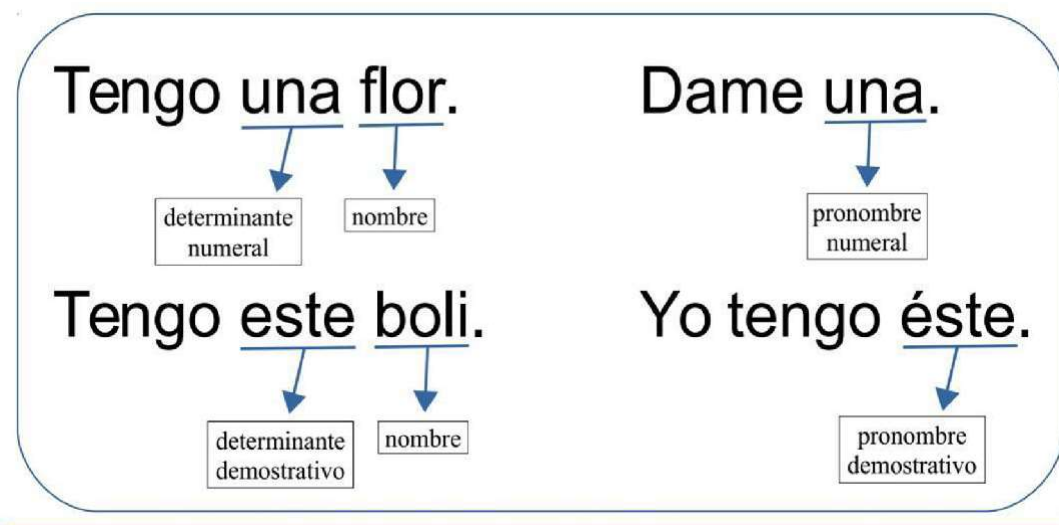 Tengo una flor.
Dame una.
determinante
numeral
nombre
pronombre
numeral
Tengo este boli.
Yo tengo éste.
determinante
demostrativo
nombre
pronombre
demostrativo